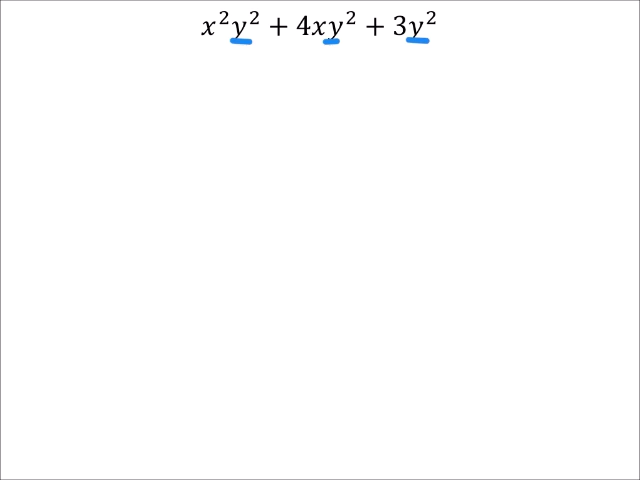 x²y² + 4xy² + 3y²